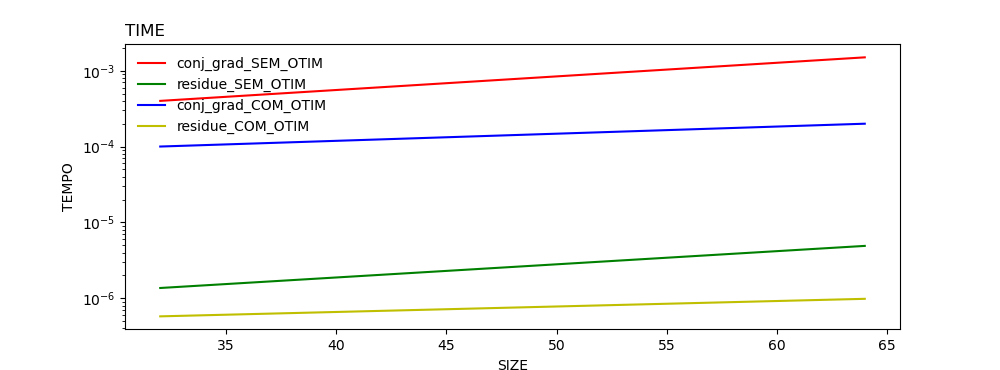 TIME
conj_grad_SEM_OTIM
residue_SEM_OTIM
conj_grad_COM_OTIM
residue_COM_OTIM
10⁻³
10⁻⁴
10⁻⁵
10⁻⁶
TEMPO
35 40 45 50 55 60 65
SIZE